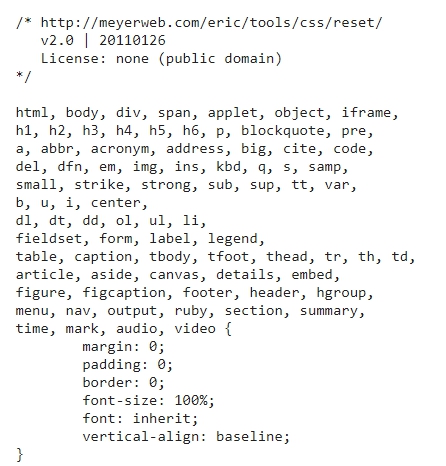 /* http://meyerweb.com/eric/tools/css/reset/
v2.0 | 20110126
License: none (public domain)
*/
html, body, div, span, applet, object, iframe,
h1, h2, h3, h4, h5, h6, p, blockquote, pre,
a, abbr, acronym, address, big, cite, code,
del, dfn, em, img, ins, kbd, q, s, samp,
small, strike, strong, sub, sup, tt, var,
b, u, i, center,
dl, dt, dd, ol, ul, li,
fieldset, form, label, legend,
table, caption, tbody, tfoot, thead, tr, th, td,
article, aside, canvas, details, embed,
figure, figcaption, footer, header, hgroup,
menu, nav, output, ruby, section, summary,
time, mark, audio, video {
margin: 0;
padding: 0;
border: 0;
font-size: 100%;
font: inherit;
vertical-align: baseline;
}